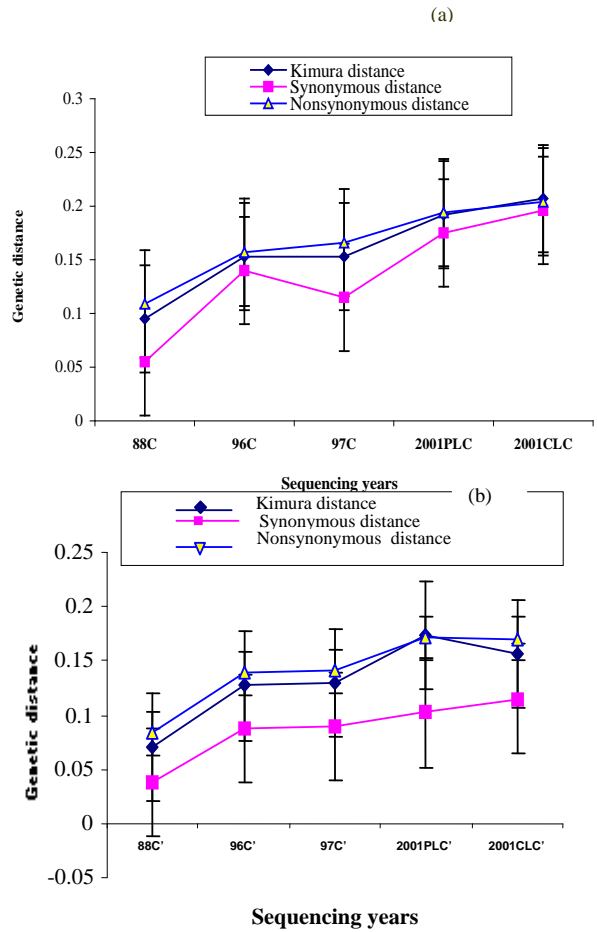 (a)
Kimura distance
Synonymous distance
Nonsynonymous distance
0.3
0.25
0.2
0.15
0.1
0.05
0
Genetic distance
88C
96C
97C
2001PLC
2001CLC
Sequencing years
(b)
Kimura distance
Synonymous distance
Nonsynonymous distance
0.25
0.2
0.15
0.1
0.05
0
-0.05
Genetic distance
88C'
96C'
97C'
2001PLC'
2001CLC'
Sequencing years